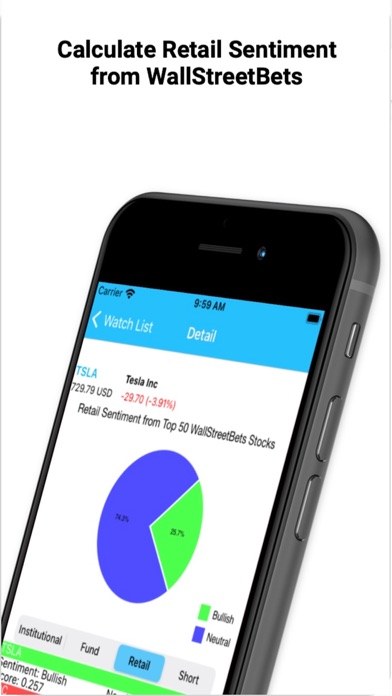 Calculate Retail Sentiment
from WallStreetBets
Carrier 9:59 AM
Watch List Detail
TSLA Tesla Inc
729.79 USD -29.70 (-3.91%)
Retail Sentiment from Top 50 WallStreetBets Stocks
74.3%
25.7%
Bullish
Neutral
Institutional Fund Retail Short
TSLA
Sentiment: Bullish
core: 0.257